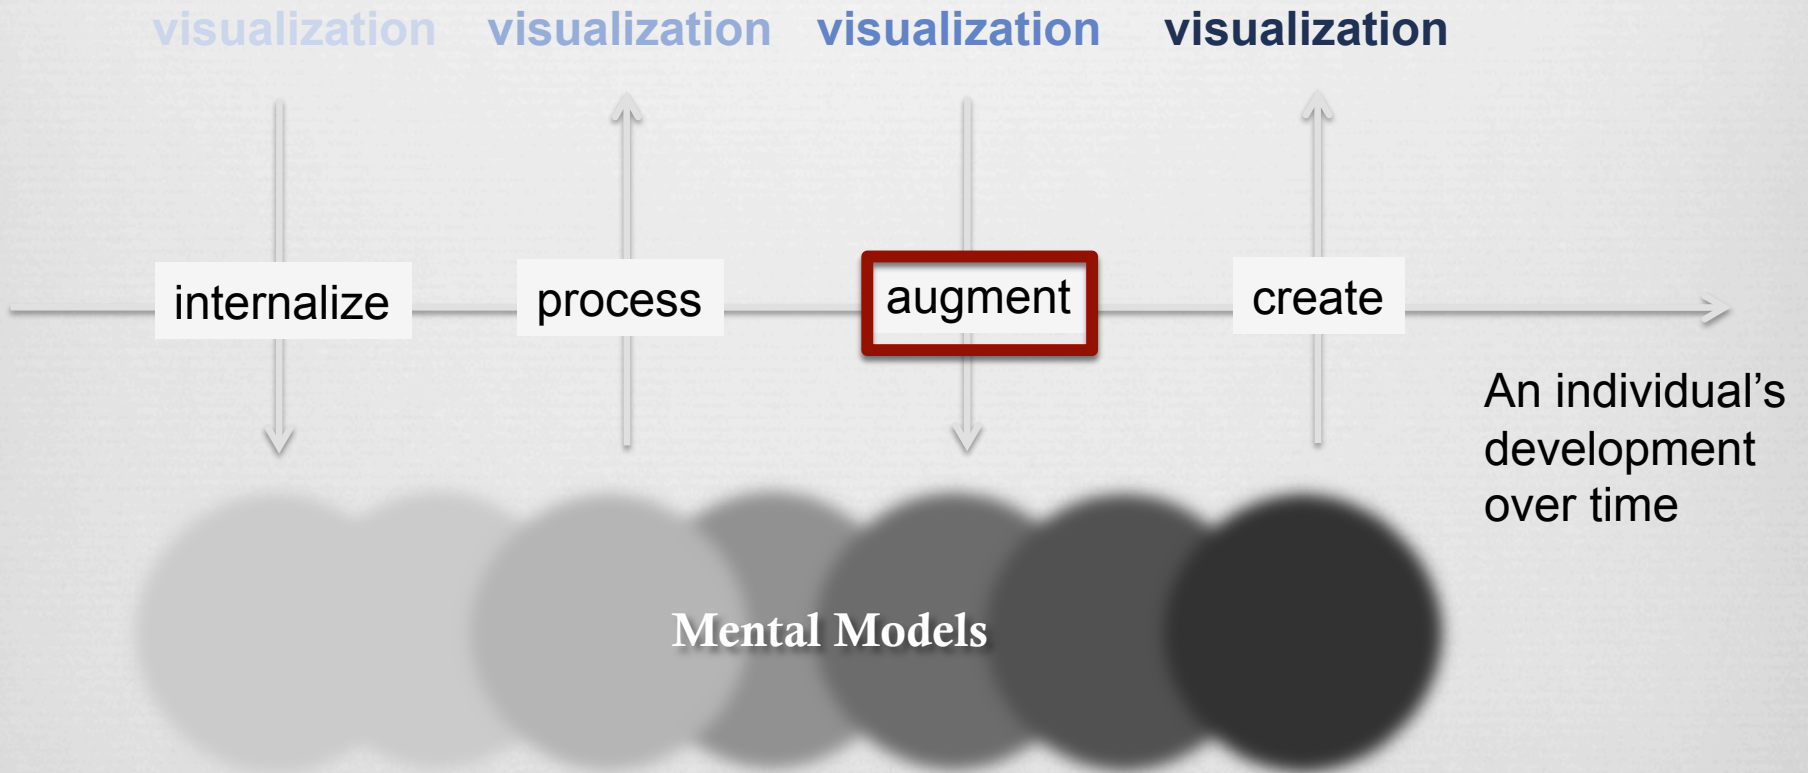 visualization visualization visualization visualization
internalize process augment create
An individual’s
development
over time
Mental Models